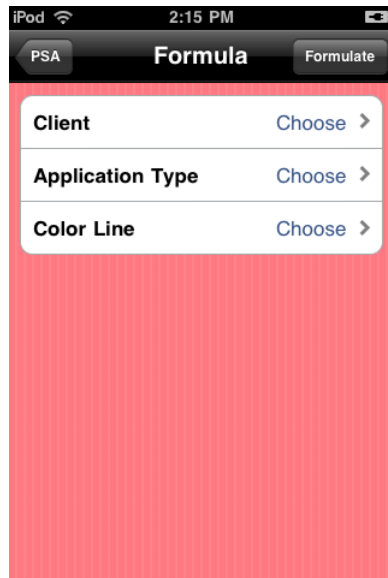 iPod 2:15 PM
PSA Formula Formulate
Client Choose
Application Type Choose
Color Line Choose